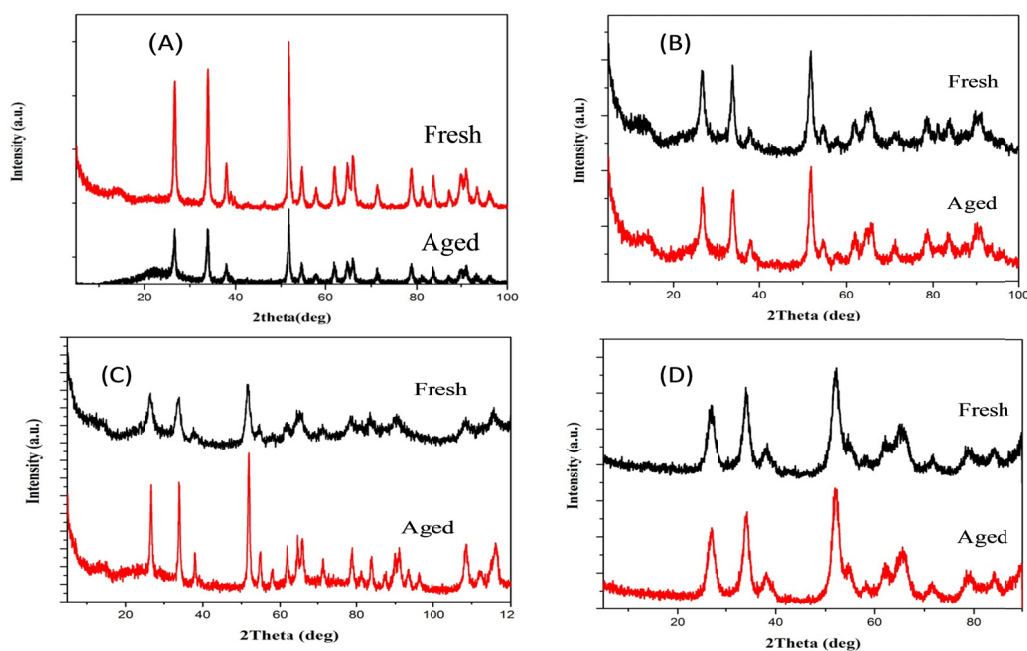 (A)
Fresh
Aged
Intensity (a.u.)
20 40 60 80 100
2theta(deg)
(B)
Fresh
Aged
Intensity (a.u.)
20 40 60 80 100
2Theta (deg)
(C)
Fresh
Aged
Intensity (a.u.)
20 40 60 80 100 12
2Theta (deg)
(D)
Fresh
Aged
Intensity (a.u.)
20 40 60 80
2Theta (deg)